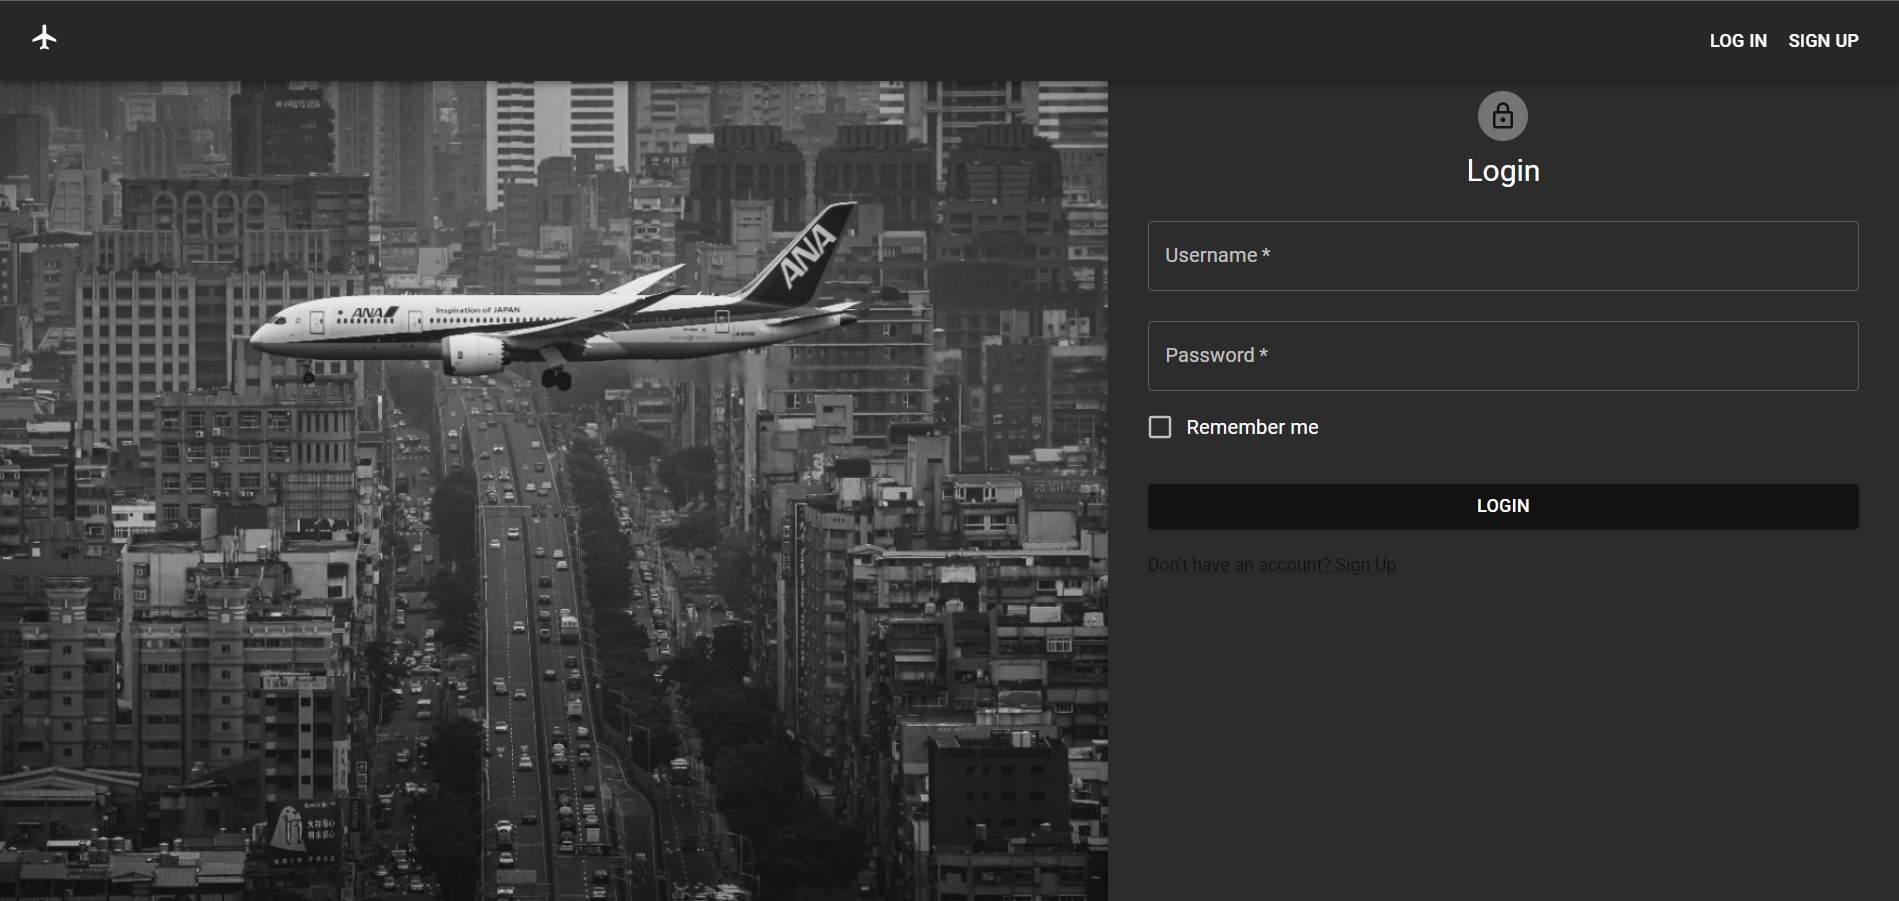 LOG IN SIGN UP
ANA
ANA
Inspiration of JAPAN
Login
Username *
Password *
Remember me
LOGIN
Don't have an account? Sign Up